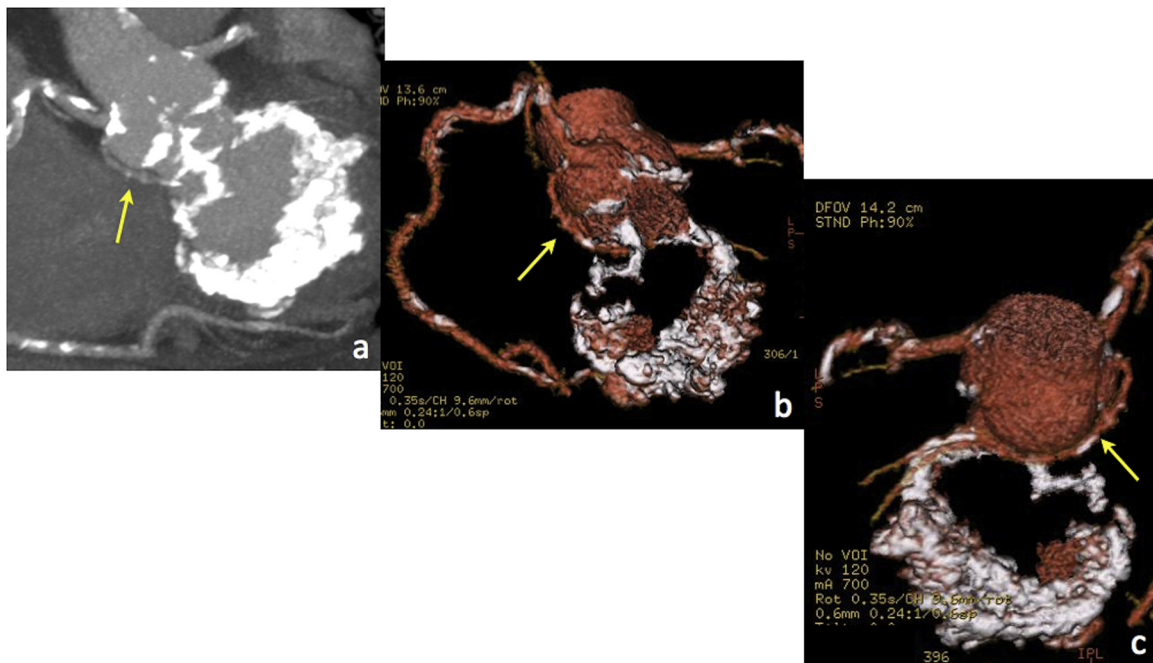 a
DFOV 13.6 cm
STND Ph:90%
L
P
S
306/1
VOI
120
700
0.35s/CH 9.6mm/rot
mm 0.24:1/0.6sp
t: 0.0
b
DFOV 14.2 cm
STND Ph:90%
L
P
S
No VOI
kv 120
mA 700
Rot 0.35s/CH 9.6mm/rot
0.6mm 0.24:1/0.6sp
396
IPL
c